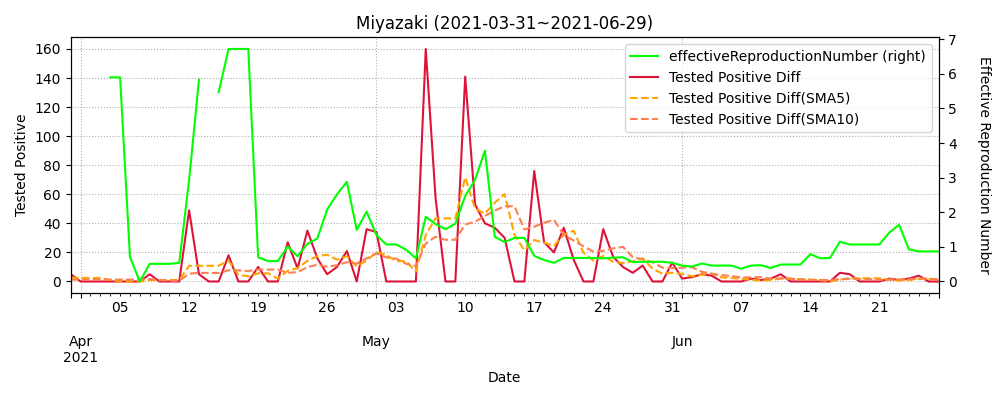 Miyazaki (2021-03-31~2021-06-29)
effectiveReproductionNumber (right)
Tested Positive Diff
Tested Positive Diff(SMA5)
Tested Positive Diff(SMA10)
Tested Positive
160
140
120
100
80
60
40
20
0
7
6
5
4
3
2
1
0
Effective Reproduction Number
05 12 19 26 03 10 17 24 31 07 14 21
Apr May Jun
2021
Date